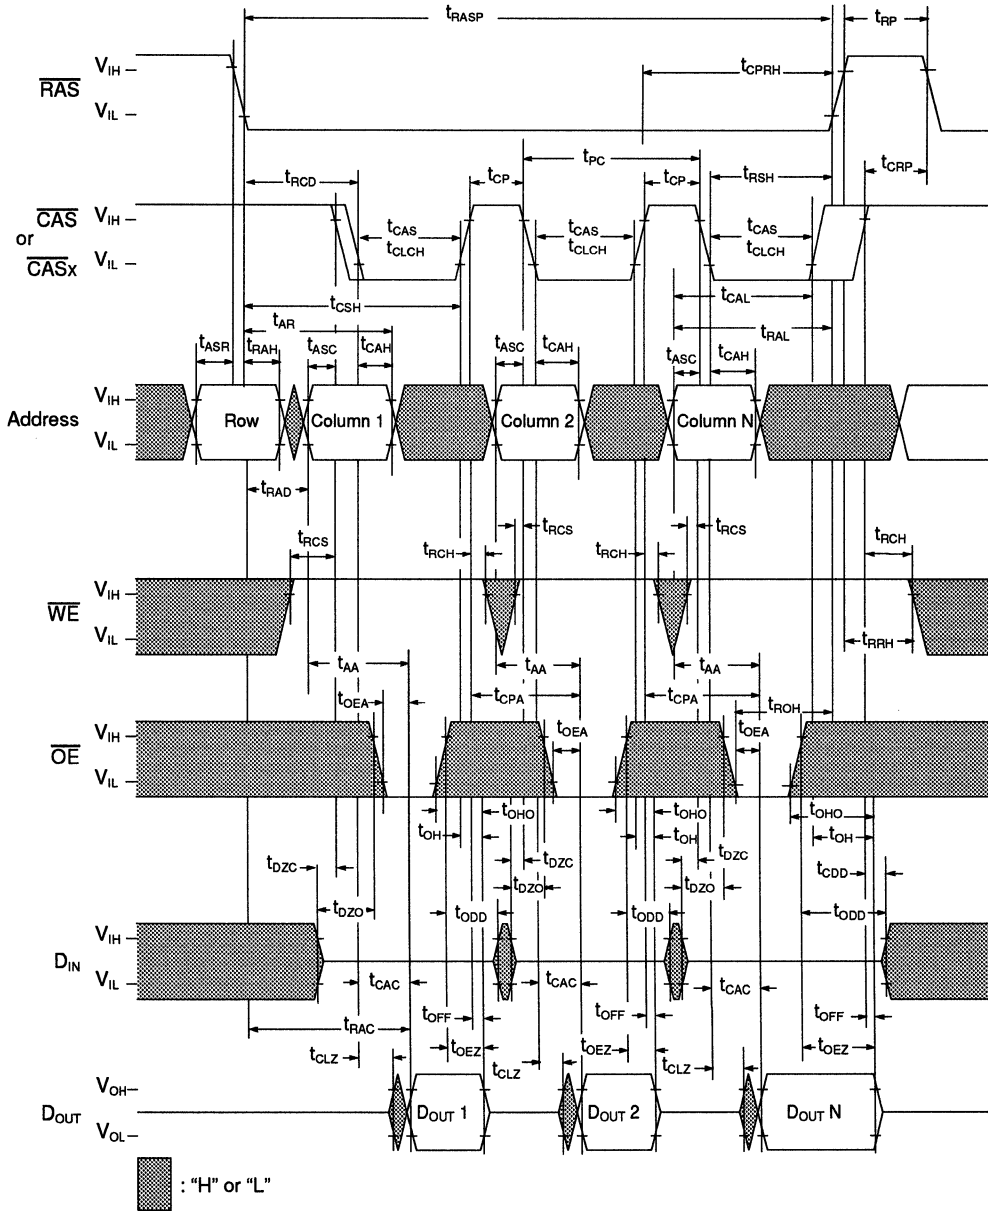 tRASP
tRP
VIH
RAS
VIL
tCPRH
tPC
tCRP
tRCD
tCP
tCP
tRSH
CAS
VIH
or
CASx
VIL
tCAS
tCLCH
tCAS
tCLCH
tCAS
tCLCH
tCSH
tCAL
tAR
tRAL
tASR
tRAH
tASC
tCAH
tASC
tCAH
tASC
tCAH
Address
VIH
VIL
Row
Column 1
Column 2
Column N
tRAD
tRCS
tRCS
tRCS
tRCH
tRCH
tRCH
WE
VIH
VIL
tRRH
tAA
tAA
tAA
tOEA
tCPA
tCPA
tROH
tOEA
tOEA
OE
VIH
VIL
tOHO
tOHO
tOHO
tOH
tOH
tOH
tDZC
tDZC
tDZC
tCDD
tDZO
tDZO
tDZO
tODD
tODD
tODD
DIN
VIH
VIL
tCAC
tCAC
tCAC
tRAC
tOFF
tOFF
tOFF
tCLZ
tOEZ
tCLZ
tOEZ
tCLZ
tOEZ
DOUT
VOH
VOL
DOUT 1
DOUT 2
DOUT N
: “H” or “L”